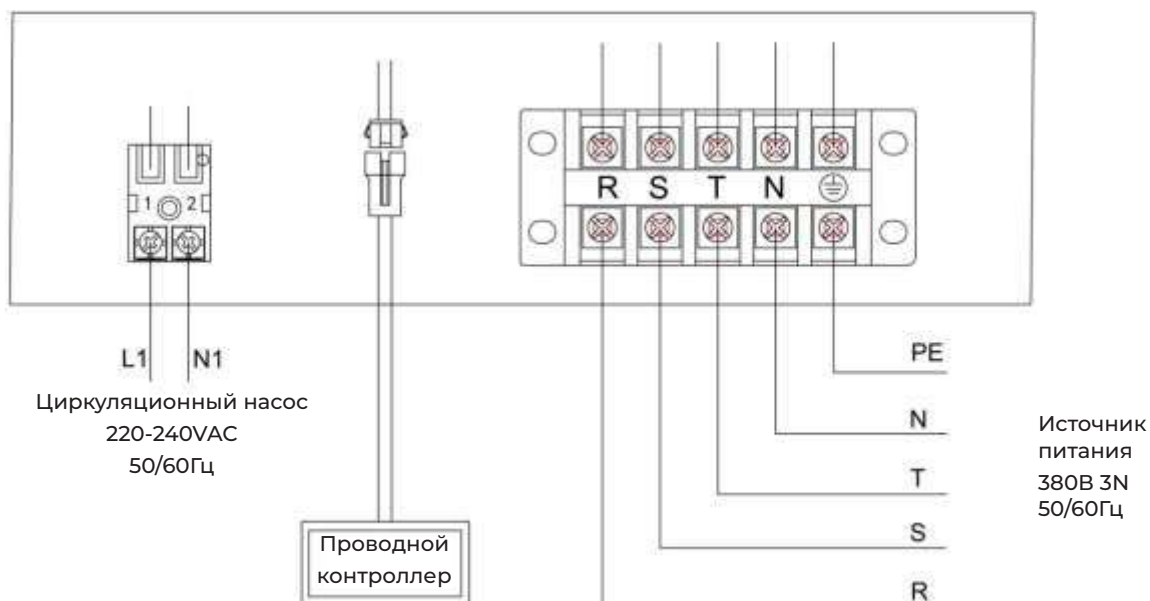 R S T N
1 2
L1 N1
Циркуляционный насос
220-240VAC
50/60Гц
Проводной
контроллер
PE
N
T
S
R
Источник
питания
380В 3N
50/60Гц